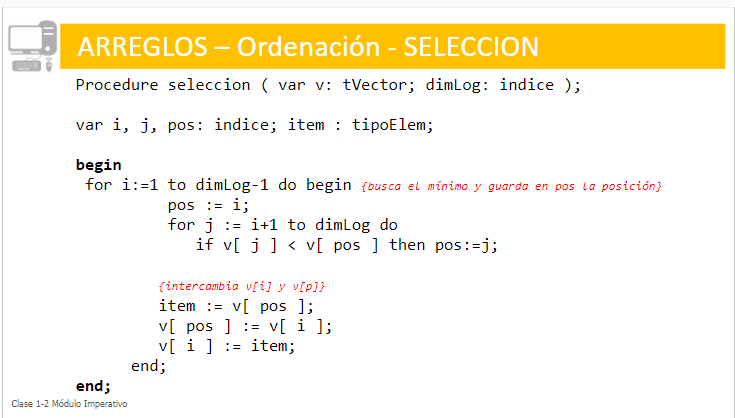 ARREGLOS – Ordenación - SELECCION
Procedure seleccion ( var v: tVector; dimLog: indice );
var i, j, pos: indice; item : tipoElem;
begin
for i:=1 to dimLog-1 do begin {busca el mínimo y guarda en pos la posición}
pos := i;
for j := i+1 to dimLog do
if v[ j ] < v[ pos ] then pos:=j;
{intercambia v[i] y v[p]}
item := v[ pos ];
v[ pos ] := v[ i ];
v[ i ] := item;
end;
end;
Clase 1-2 Módulo Imperativo